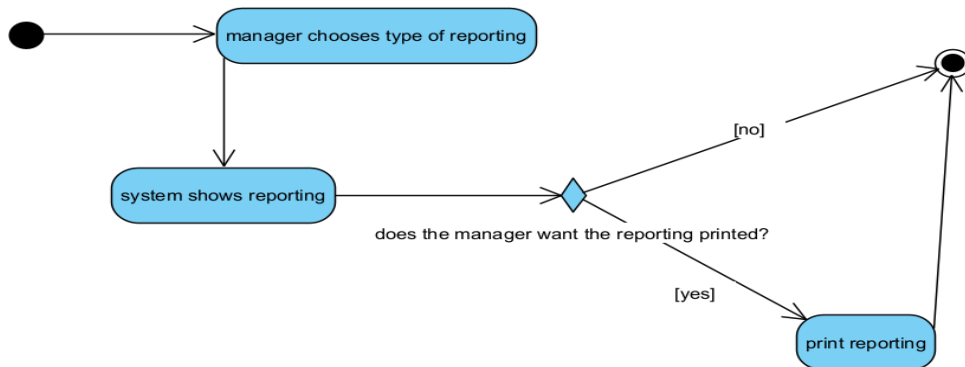 manager chooses type of reporting
[no]
system shows reporting
does the manager want the reporting printed?
[yes]
print reporting